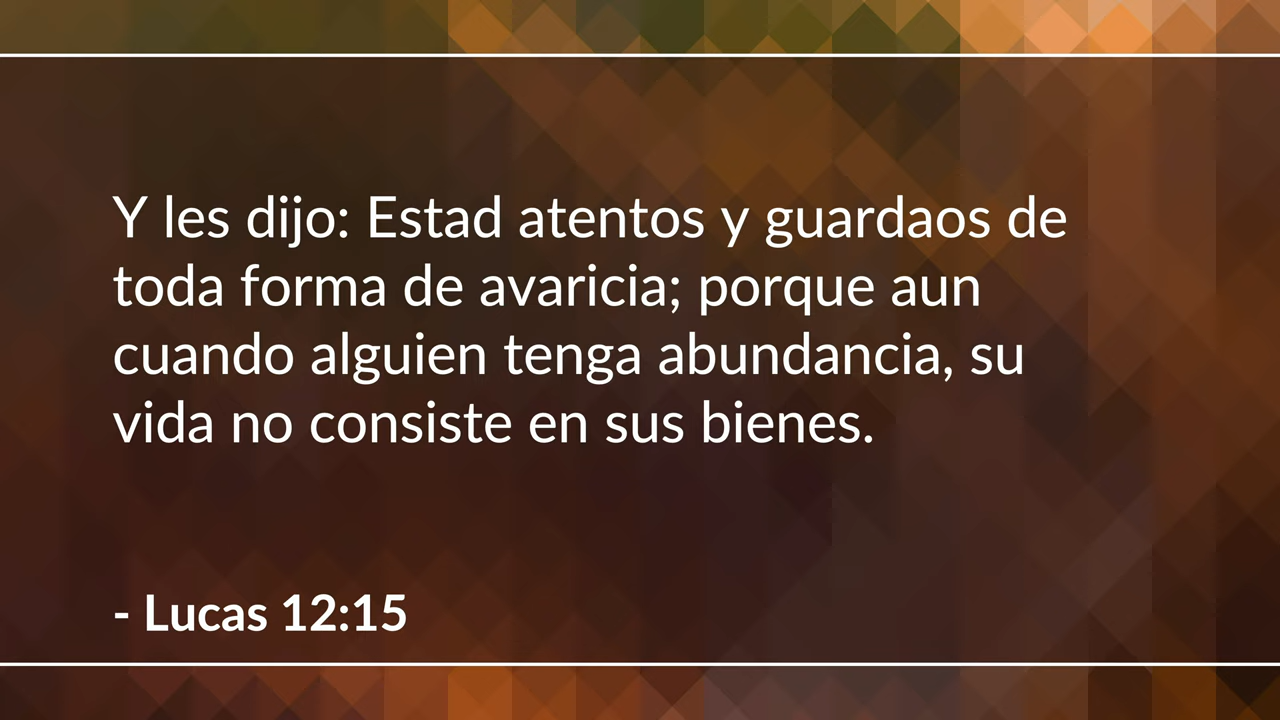 Y les dijo: Estad atentos y guardaos de
toda forma de avaricia; porque aun
cuando alguien tenga abundancia, su
vida no consiste en sus bienes.
- Lucas 12:15